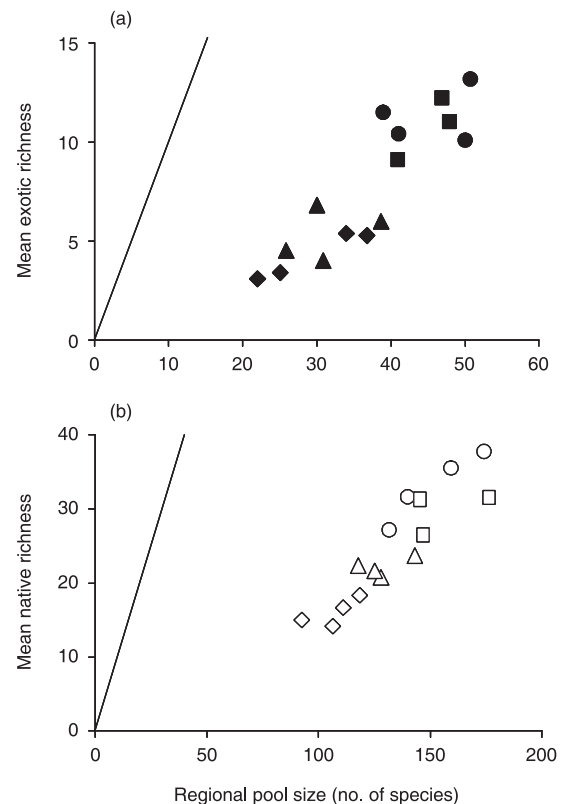 (a)
15
10
5
0
Mean exotic richness
0 10 20 30 40 50 60
(b)
40
30
20
10
0
Mean native richness
0 50 100 150 200
Regional pool size (no. of species)